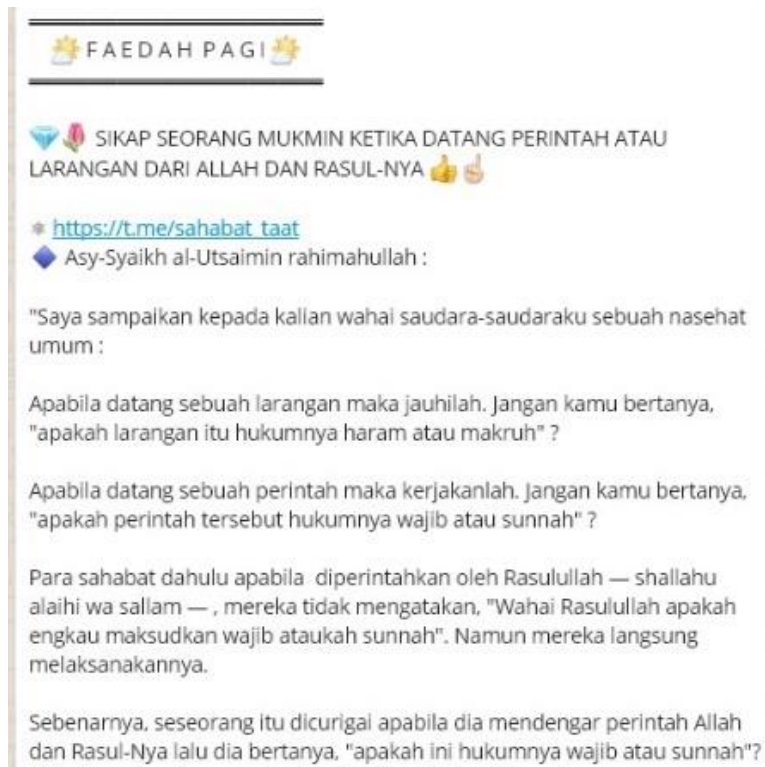 FAEDAH PAGI
SIKAP SEORANG MUKMIN KETIKA DATANG PERINTAH ATAU
LARANGAN DARI ALLAH DAN RASUL-NYA
https://t.me/sahabat_taat
Asy-Syaikh al-Utsaimin rahimahullah :
"Saya sampaikan kepada kalian wahai saudara-saudaraku sebuah nasehat
umum :
Apabila datang sebuah larangan maka jauhilah. Jangan kamu bertanya,
"apakah larangan itu hukumnya haram atau makruh" ?
Apabila datang sebuah perintah maka kerjakanlah. Jangan kamu bertanya,
"apakah perintah tersebut hukumnya wajib atau sunnah" ?
Para sahabat dahulu apabila diperintahkan oleh Rasulullah — shallahu
alaihi wa sallam — , mereka tidak mengatakan, "Wahai Rasulullah apakah
engkau maksudkan wajib ataukah sunnah". Namun mereka langsung
melaksanakannya.
Sebenarnya, seseorang itu dicurigai apabila dia mendengar perintah Allah
dan Rasul-Nya lalu dia bertanya, "apakah ini hukumnya wajib atau sunnah"?